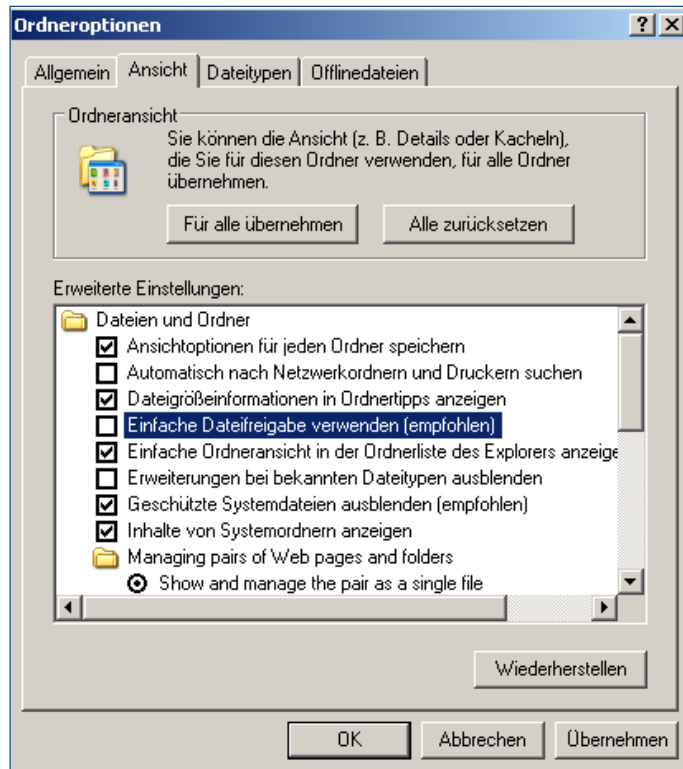 Ordneroptionen
Allgemein Ansicht Dateitypen Offlinedateien
Ordneransicht
Sie können die Ansicht (z. B. Details oder Kacheln),
die Sie für diesen Ordner verwenden, für alle Ordner
übernehmen.
Für alle übernehmen Alle zurücksetzen
Erweiterte Einstellungen:
Dateien und Ordner
Ansichtoptionen für jeden Ordner speichern
Automatisch nach Netzwerkordnern und Druckern suchen
Dateigrößeinformationen in Ordnertipps anzeigen
Einfache Dateifreigabe verwenden (empfohlen)
Einfache Ordneransicht in der Ordnerliste des Explorers anzeige
Erweiterungen bei bekannten Dateitypen ausblenden
Geschützte Systemdateien ausblenden (empfohlen)
Inhalte von Systemordnern anzeigen
Managing pairs of Web pages and folders
Show and manage the pair as a single file
Wiederherstellen
OK Abbrechen Übernehmen